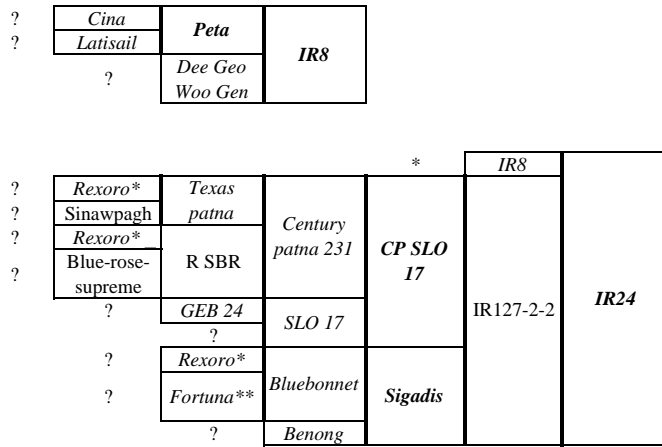 ? Cina Peta IR8
? Latisail
? Dee Geo
Woo Gen
* IR8 IR24
? Rexoro* Texas
patna Century
patna 231 CP SLO
17 IR127-2-2
? Sinawpagh
? Rexoro* R SBR
? Blue-rose-
supreme
? GEB 24 SLO 17
?
? Rexoro* Bluebonnet Sigadis
? Fortuna**
? Benong